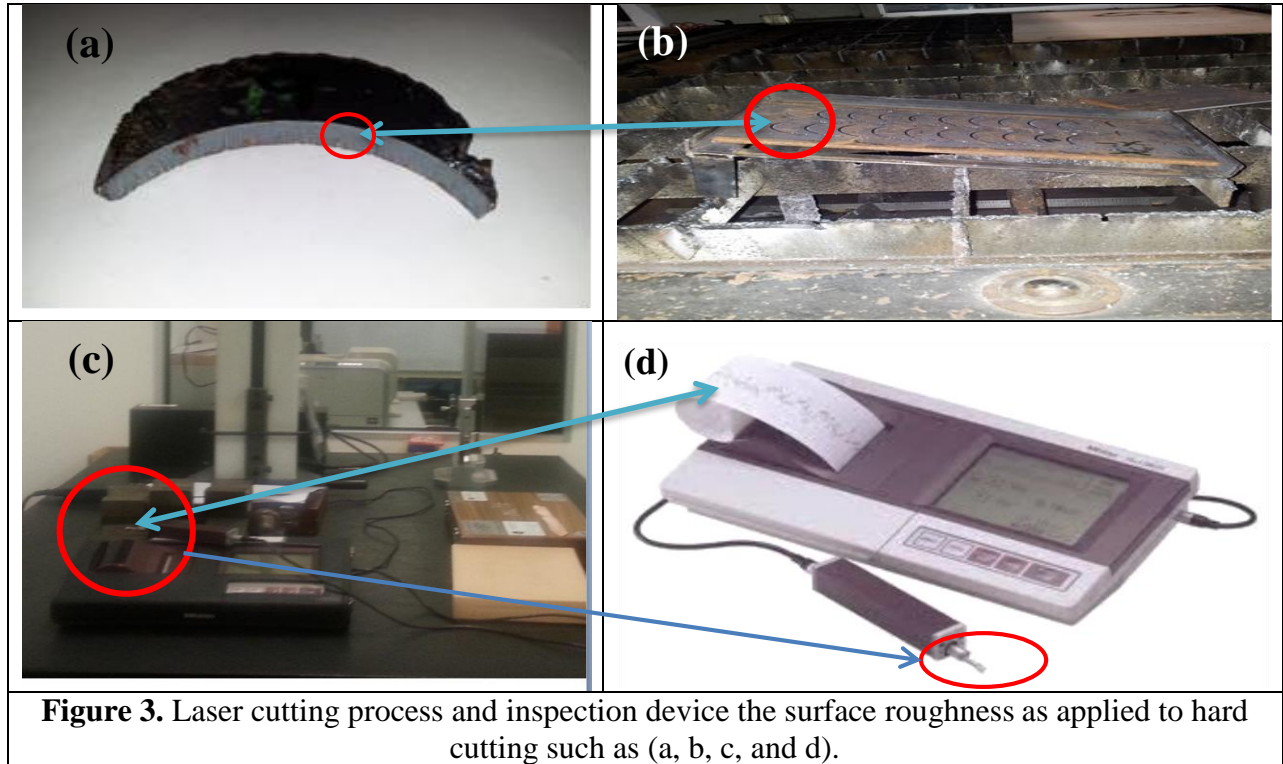 (a)
(b)
(c)
(d)
Figure 3. Laser cutting process and inspection device the surface roughness as applied to hard
cutting such as (a, b, c, and d).